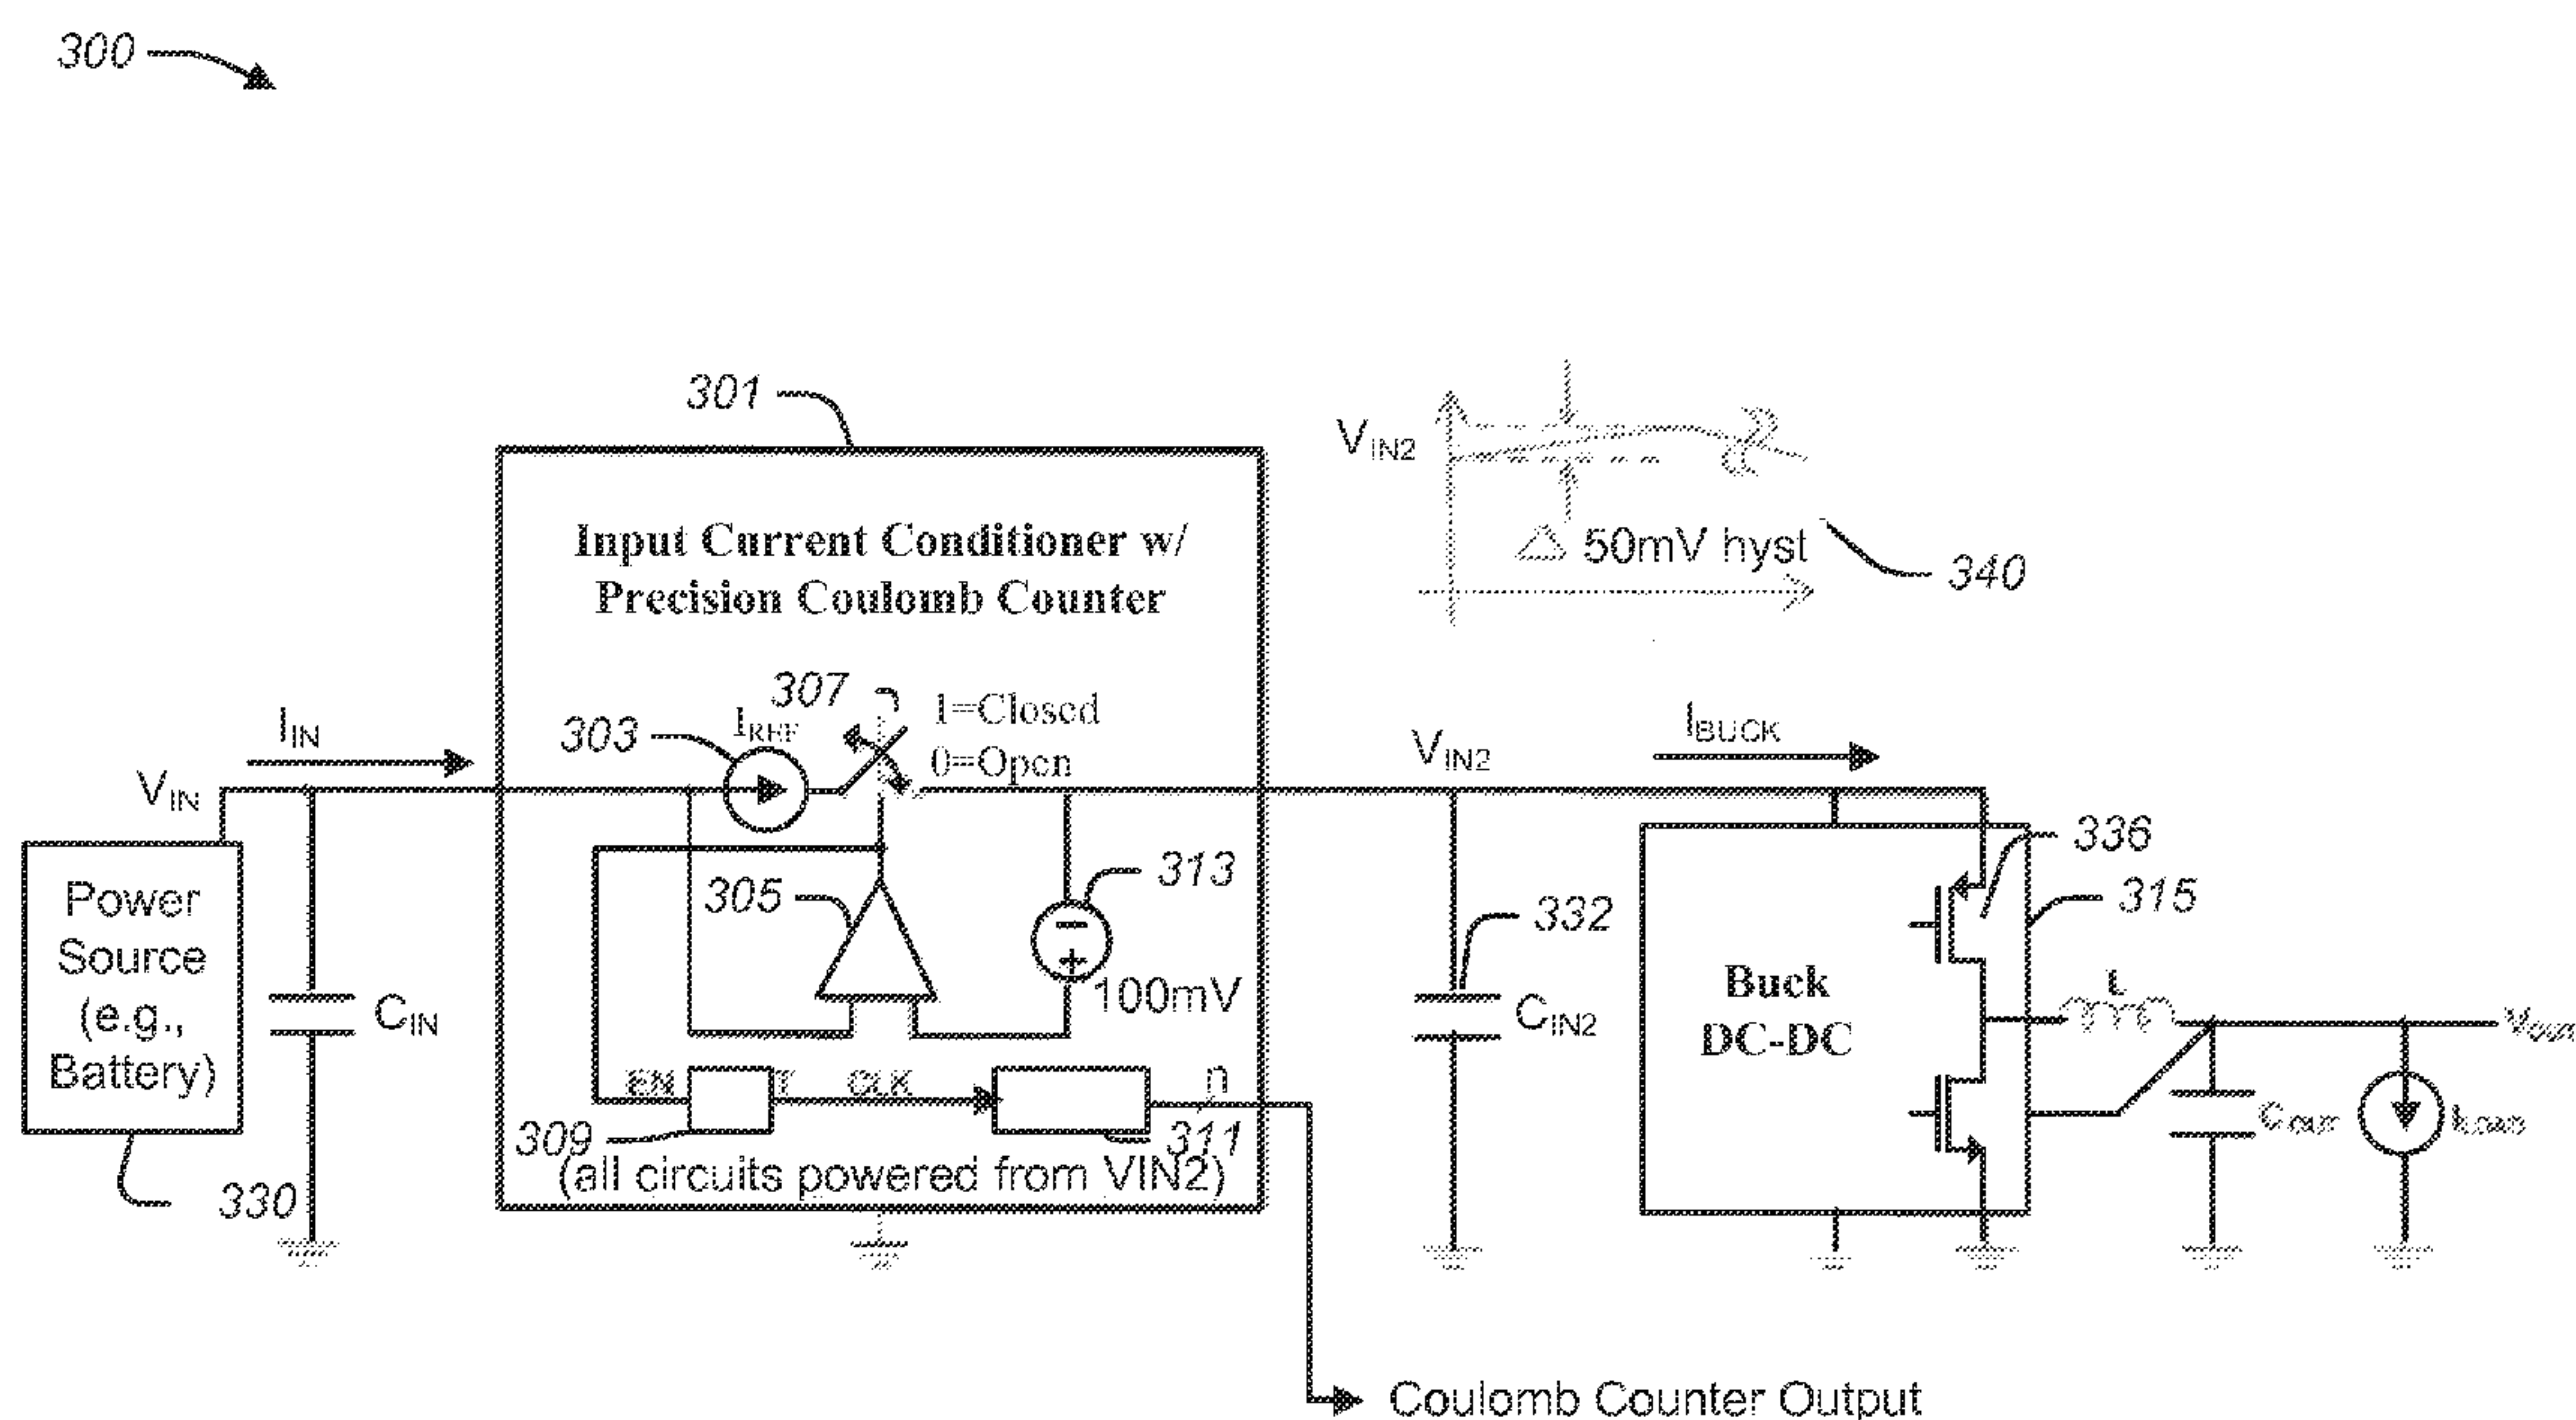 300
301
Input Current Conditioner w/
Precision Coulomb Counter
VIN2
Δ 50mV hyst
340
IIN
303
IREF
307
1=Closed
0=Open
VIN
VIN2
IBUCK
Power
Source
(e.g.,
Battery)
330
CIN
305
313
100mV
332
CIN2
336
315
Buck
DC-DC
L
VOUT
COUT
ILOAD
EN
T
CLK
n
309
311
(all circuits powered from VIN2)
Coulomb Counter Output